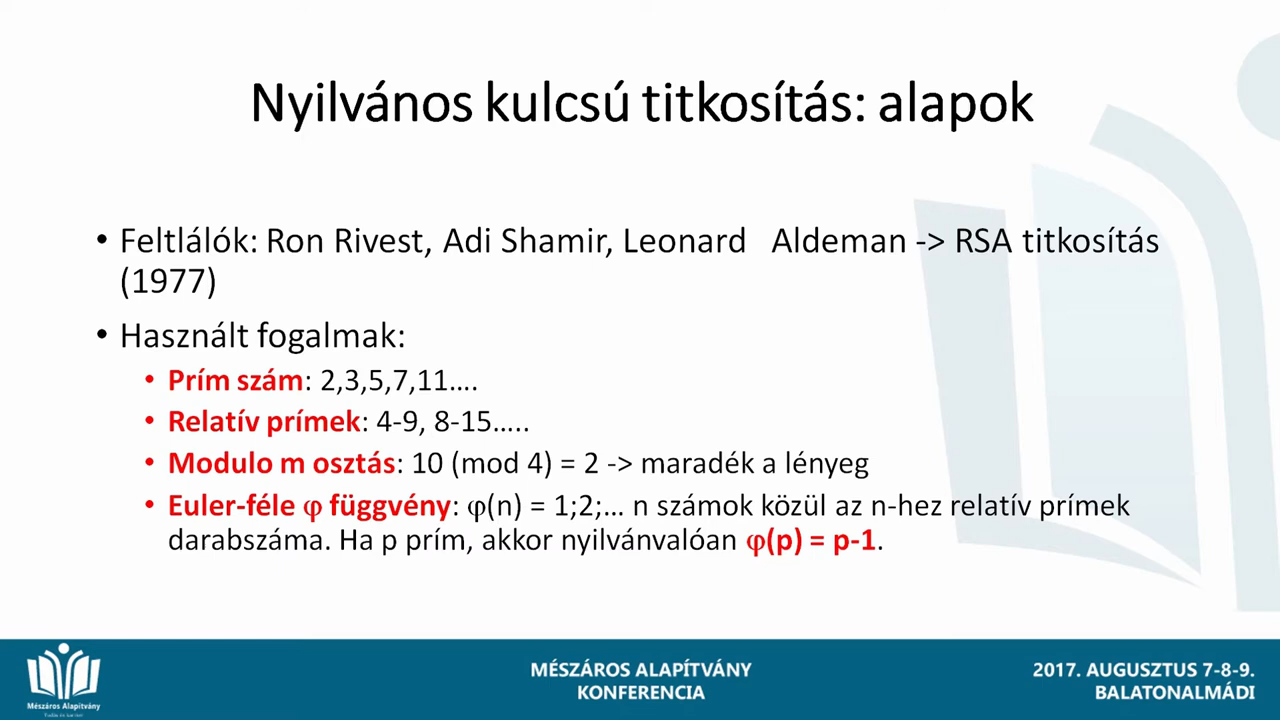 Nyilvános kulcsú titkosítás: alapok
• Feltlálók: Ron Rivest, Adi Shamir, Leonard Aldeman -> RSA titkosítás
(1977)
• Használt fogalmak:
• Prím szám: 2,3,5,7,11….
• Relatív prímek: 4-9, 8-15…..
• Modulo m osztás: 10 (mod 4) = 2 -> maradék a lényeg
• Euler-féle φ függvény: φ(n) = 1;2;… n számok közül az n-hez relatív prímek
darabszáma. Ha p prím, akkor nyilvánvalóan φ(p) = p-1.
Mészáros Alapítvány
Tudás és karrier
MÉSZÁROS ALAPÍTVÁNY
KONFERENCIA
2017. AUGUSZTUS 7-8-9.
BALATONALMÁDI